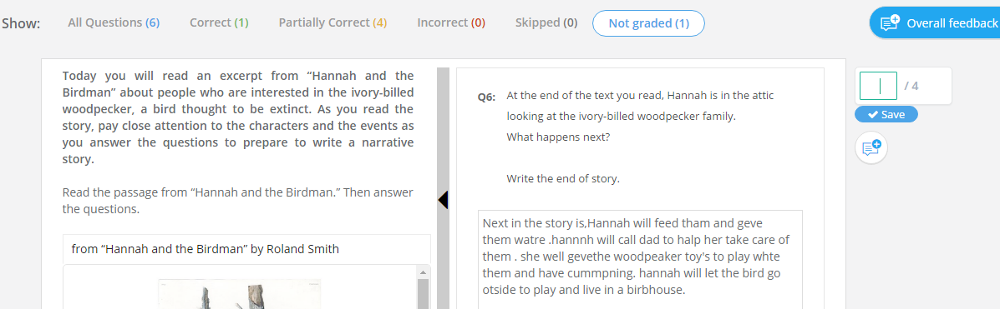 Show: All Questions (6) Correct (1) Partially Correct (4) Incorrect (0) Skipped (0) Not graded (1) Overall feedback
Today you will read an excerpt from “Hannah and the
Birdman” about people who are interested in the ivory-billed
woodpecker, a bird thought to be extinct. As you read the
story, pay close attention to the characters and the events as
you answer the questions to prepare to write a narrative
story.
Read the passage from “Hannah and the Birdman.” Then answer
the questions.
from “Hannah and the Birdman” by Roland Smith
Q6: At the end of the text you read, Hannah is in the attic
looking at the ivory-billed woodpecker family.
What happens next?
Write the end of story.
Next in the story is,Hannah will feed tham and geve
them watre .hannnh will call dad to halp her take care of
them . she well gevethe woodpeaker toy's to play whte
them and have cummpning. hannah will let the bird go
otside to play and live in a birbhouse.
/ 4
Save